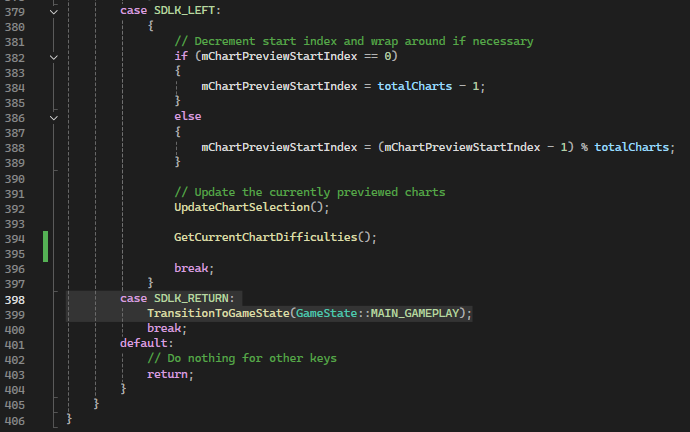 379 case SDLK_LEFT:
380 {
381 // Decrement start index and wrap around if necessary
382 if (mChartPreviewStartIndex == 0)
383 {
384 mChartPreviewStartIndex = totalCharts - 1;
385 }
386 else
387 {
388 mChartPreviewStartIndex = (mChartPreviewStartIndex - 1) % totalCharts;
389 }
390
391 // Update the currently previewed charts
392 UpdateChartSelection();
393
394 GetCurrentChartDifficulties();
395
396 break;
397 }
398 case SDLK_RETURN:
399 TransitionToGameState(GameState::MAIN_GAMEPLAY);
400 break;
401 default:
402 // Do nothing for other keys
403 return;
404 }
405 }
406 }